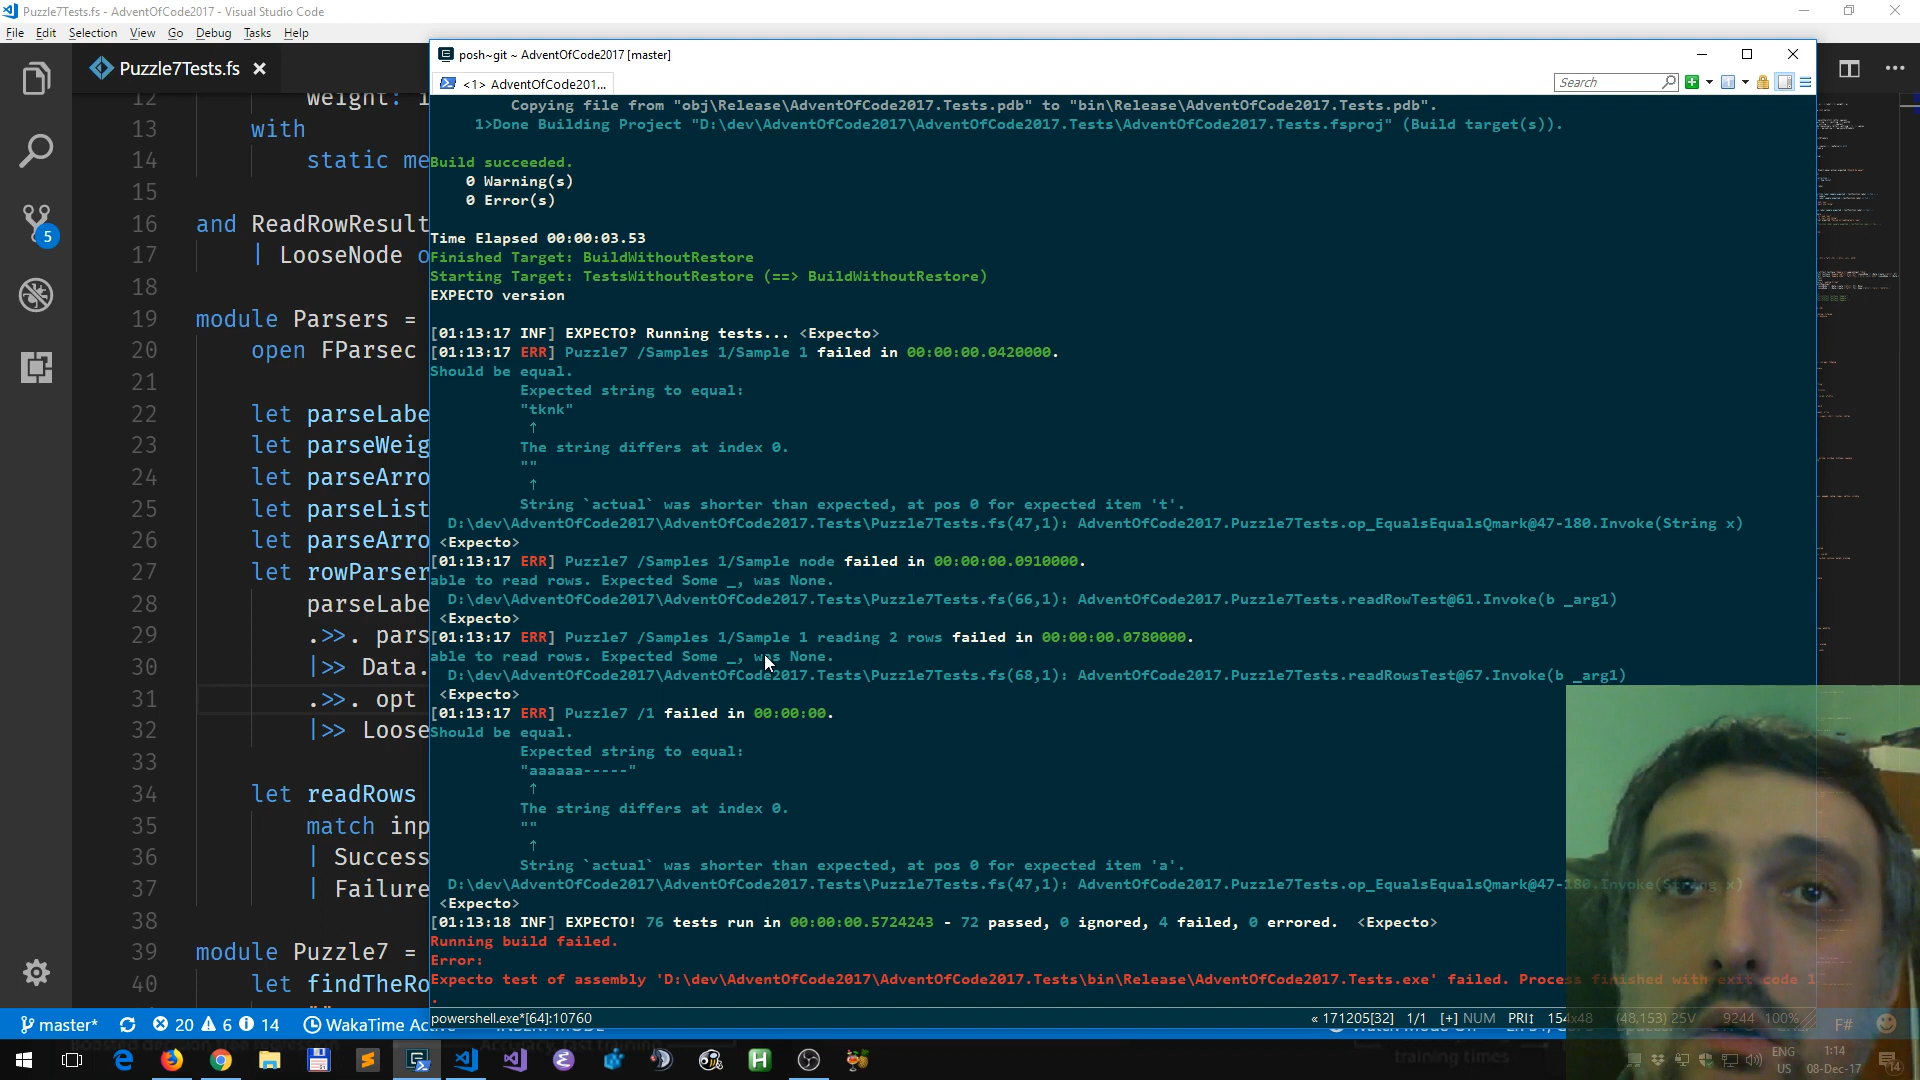 Puzzle7Tests.fs - AdventOfCode2017 - Visual Studio Code
File Edit Selection View Go Debug Tasks Help
Puzzle7Tests.fs
12 weight: i
13 with
14 static me
15
16 and ReadRowResult
17 | LooseNode o
18
19 module Parsers =
20 open FParsec
21
22 let parseLabe
23 let parseWeig
24 let parseArro
25 let parseList
26 let parseArro
27 let rowParser
28 parseLabe
29 .>>. pars
30 |>> Data.
31 .>>. opt
32 |>> Loose
33
34 let readRows
35 match inp
36 | Success
37 | Failure
38
39 module Puzzle7 =
40 let findTheRo
posh~git ~ AdventOfCode2017 [master]
<1> AdventOfCode201...
Search
Copying file from "obj\Release\AdventOfCode2017.Tests.pdb" to "bin\Release\AdventOfCode2017.Tests.pdb".
1>Done Building Project "D:\dev\AdventOfCode2017\AdventOfCode2017.Tests\AdventOfCode2017.Tests.fsproj" (Build target(s)).
Build succeeded.
0 Warning(s)
0 Error(s)
Time Elapsed 00:00:03.53
Finished Target: BuildWithoutRestore
Starting Target: TestsWithoutRestore (==> BuildWithoutRestore)
EXPECTO version
[01:13:17 INF] EXPECTO? Running tests... <Expecto>
[01:13:17 ERR] Puzzle7 /Samples 1/Sample 1 failed in 00:00:00.0420000.
Should be equal.
Expected string to equal:
"tknk"
↑
The string differs at index 0.
""
↑
String `actual` was shorter than expected, at pos 0 for expected item 't'.
D:\dev\AdventOfCode2017\AdventOfCode2017.Tests\Puzzle7Tests.fs(47,1): AdventOfCode2017.Puzzle7Tests.op_EqualsEqualsQmark@47-180.Invoke(String x)
<Expecto>
[01:13:17 ERR] Puzzle7 /Samples 1/Sample node failed in 00:00:00.0910000.
able to read rows. Expected Some _, was None.
D:\dev\AdventOfCode2017\AdventOfCode2017.Tests\Puzzle7Tests.fs(66,1): AdventOfCode2017.Puzzle7Tests.readRowTest@61.Invoke(b _arg1)
<Expecto>
[01:13:17 ERR] Puzzle7 /Samples 1/Sample 1 reading 2 rows failed in 00:00:00.0780000.
able to read rows. Expected Some _, was None.
D:\dev\AdventOfCode2017\AdventOfCode2017.Tests\Puzzle7Tests.fs(68,1): AdventOfCode2017.Puzzle7Tests.readRowsTest@67.Invoke(b _arg1)
<Expecto>
[01:13:17 ERR] Puzzle7 /1 failed in 00:00:00.
Should be equal.
Expected string to equal:
"aaaaaa-----"
↑
The string differs at index 0.
""
↑
String `actual` was shorter than expected, at pos 0 for expected item 'a'.
D:\dev\AdventOfCode2017\AdventOfCode2017.Tests\Puzzle7Tests.fs(47,1): AdventOfCode2017.Puzzle7Tests.op_EqualsEqualsQmark@47-180.Invoke(String x)
<Expecto>
[01:13:18 INF] EXPECTO! 76 tests run in 00:00:00.5724243 - 72 passed, 0 ignored, 4 failed, 0 errored. <Expecto>
Running build failed.
Error:
Expecto test of assembly 'D:\dev\AdventOfCode2017\AdventOfCode2017.Tests\bin\Release\AdventOfCode2017.Tests.exe' failed. Process finished with exit code 1
.
powershell.exe*[64]:10760 « 171205[32] 1/1 [+] NUM PRI↕ 154x48 (48,153) 25V 9244 100%
5
master* 20 6 14 WakaTime Active F#
training times
ENG
US
1:14
08-Dec-17
14